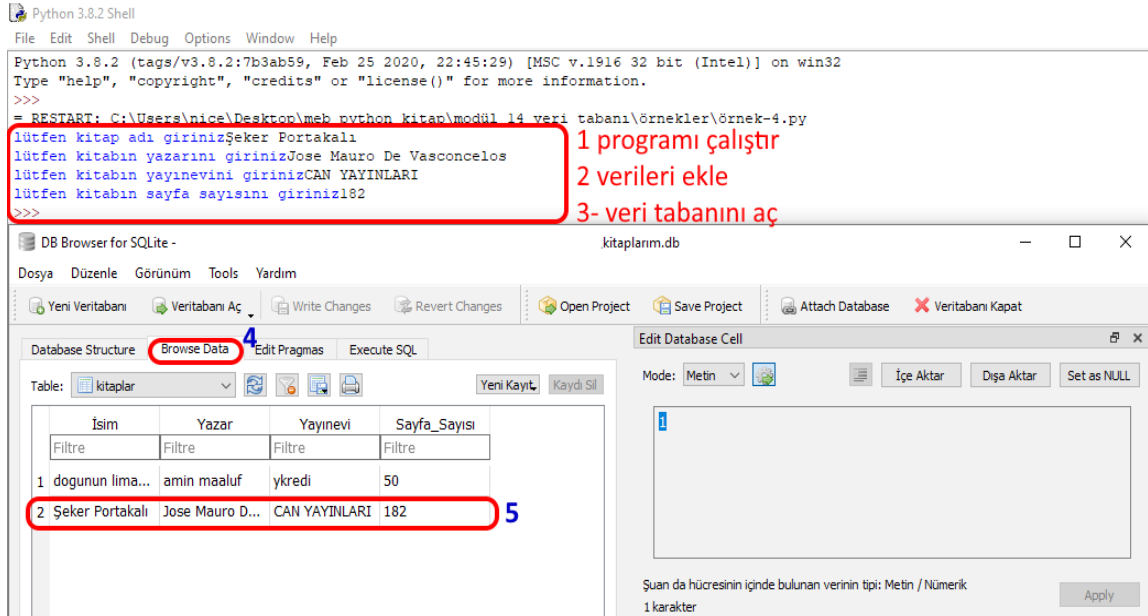 Python 3.8.2 Shell
File Edit Shell Debug Options Window Help
Python 3.8.2 (tags/v3.8.2:7b3ab59, Feb 25 2020, 22:45:29) [MSC v.1916 32 bit (Intel)] on win32
Type "help", "copyright", "credits" or "license()" for more information.
>>>
= RESTART: C:\Users\nice\Desktop\meb python kitap\modül 14 veri tabanı\örnekler\örnek-4.py
lütfen kitap adı girinizŞeker Portakalı
lütfen kitabın yazarını girinizJose Mauro De Vasconcelos
lütfen kitabın yayınevini girinizCAN YAYINLARI
lütfen kitabın sayfa sayısını giriniz182
>>>
1 programı çalıştır
2 verileri ekle
3- veri tabanını aç
DB Browser for SQLite - kitaplarım.db
Dosya Düzenle Görünüm Tools Yardım
Yeni Veritabanı Veritabanı Aç Write Changes Revert Changes Open Project Save Project Attach Database Veritabanı Kapat
Database Structure Browse Data 4 Edit Pragmas Execute SQL
Table: kitaplar Yeni Kayıt Kaydı Sil
İsim Yazar Yayınevi Sayfa_Sayısı
Filtre Filtre Filtre Filtre
1 dogunun lima... amin maaluf ykredi 50
2 Şeker Portakalı Jose Mauro D... CAN YAYINLARI 182 5
Edit Database Cell
Mode: Metin İçe Aktar Dışa Aktar Set as NULL
1
Şuan da hücresinin içinde bulunan verinin tipi: Metin / Nümerik
1 karakter
Apply